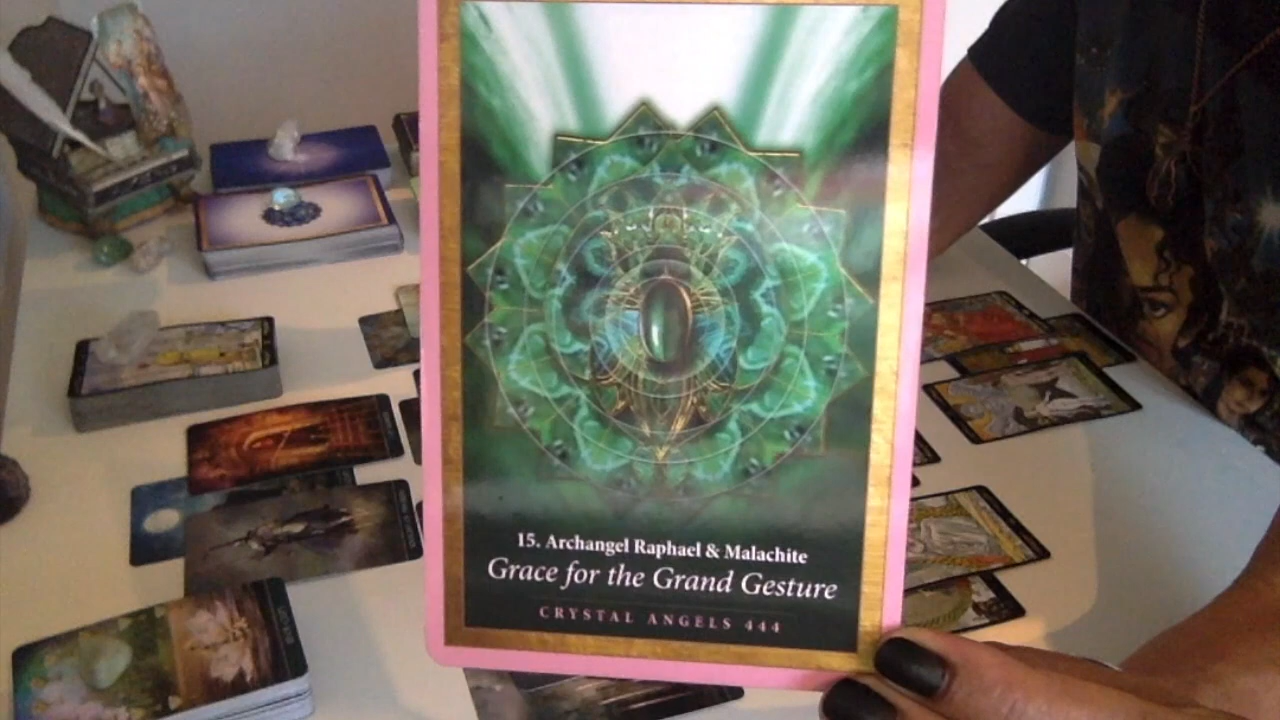 15. Archangel Raphael & Malachite
Grace for the Grand Gesture
CRYSTAL ANGELS 444